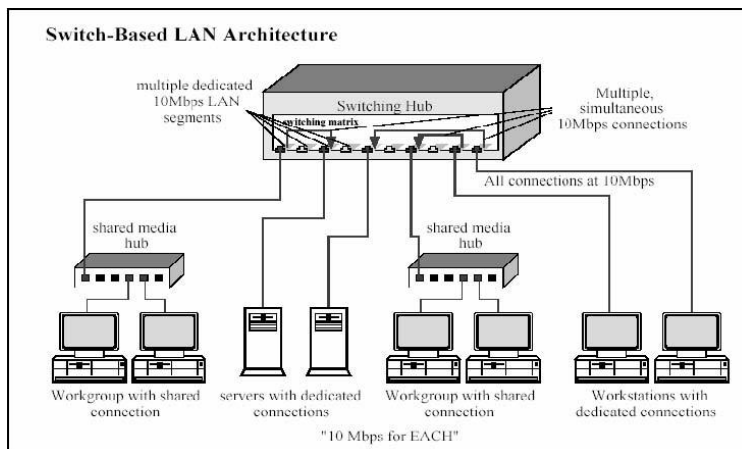 Switch-Based LAN Architecture
multiple dedicated
10Mbps LAN
segments
Switching Hub
switching matrix
Multiple,
simultaneous
10Mbps connections
All connections at 10Mbps
shared media
hub
shared media
hub
Workgroup with shared
connection
servers with dedicated
connections
Workgroup with shared
connection
Workstations with
dedicated connections
"10 Mbps for EACH"